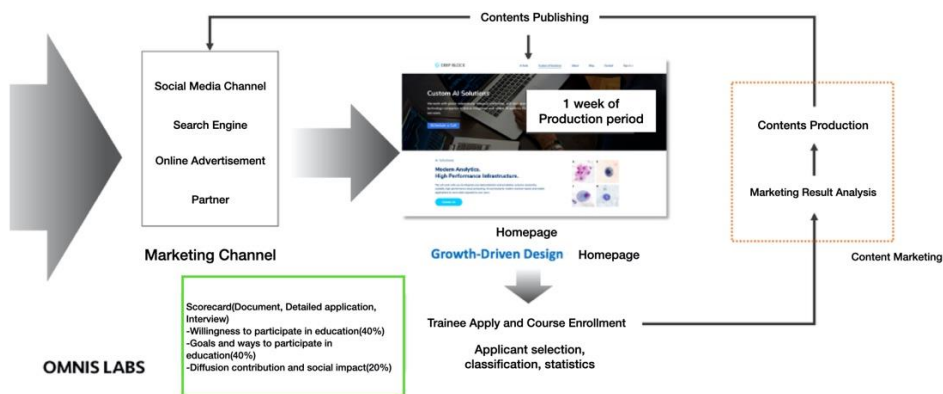 Contents Publishing
Social Media Channel
Search Engine
Online Advertisement
Partner
Marketing Channel
DEEP BLOCK
Custom AI Solutions
1 week of
Production period
Modern Analytics.
High Performance Infrastructure.
Homepage
Growth-Driven Design Homepage
Contents Production
Marketing Result Analysis
Content Marketing
Trainee Apply and Course Enrollment
Applicant selection,
classification, statistics
Scorecard(Document, Detailed application,
Interview)
-Willingness to participate in education(40%)
-Goals and ways to participate in
education(40%)
-Diffusion contribution and social impact(20%)
OMNIS LABS